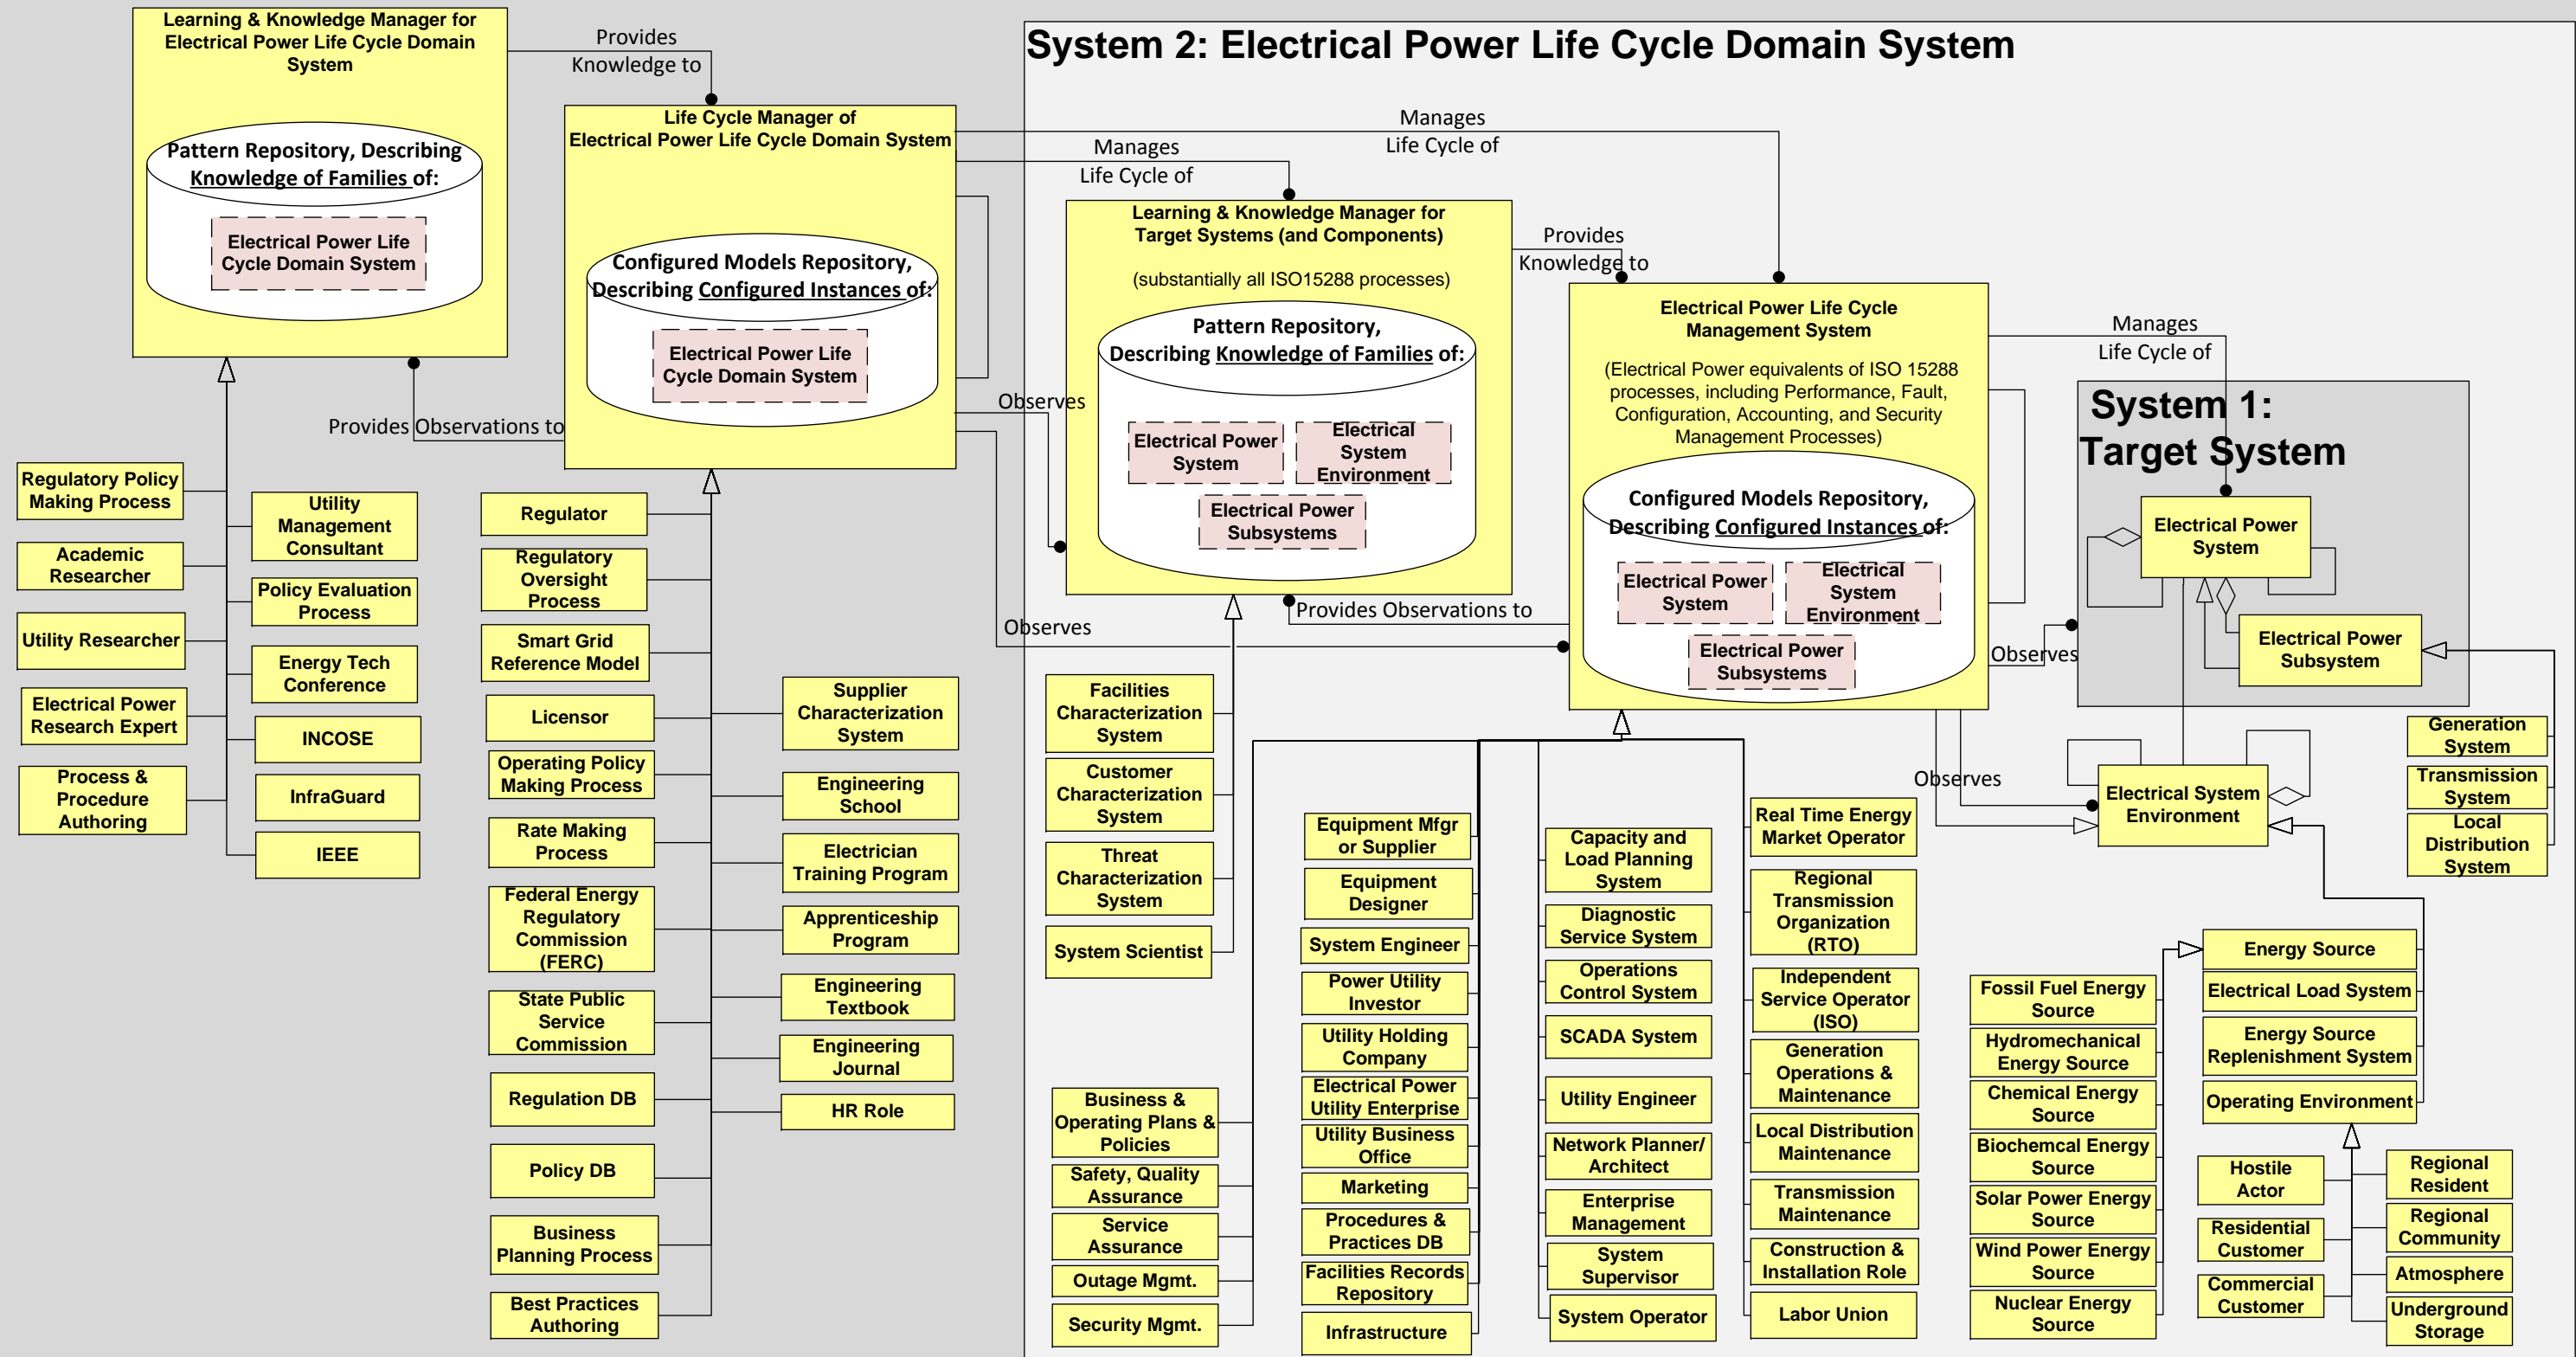 Learning & Knowledge Manager for
Electrical Power Life Cycle Domain
System
Pattern Repository, Describing
Knowledge of Families of:
Electrical Power Life
Cycle Domain System
Provides
Knowledge to
Life Cycle Manager of
Electrical Power Life Cycle Domain System
Configured Models Repository,
Describing Configured Instances of:
Electrical Power Life
Cycle Domain System
Provides Observations to
System 2: Electrical Power Life Cycle Domain System
Manages
Life Cycle of
Manages
Life Cycle of
Learning & Knowledge Manager for
Target Systems (and Components)
(substantially all ISO15288 processes)
Pattern Repository,
Describing Knowledge of Families of:
Electrical Power
System
Electrical
System
Environment
Electrical Power
Subsystems
Provides
Knowledge to
Observes
Observes
Provides Observations to
Electrical Power Life Cycle
Management System
(Electrical Power equivalents of ISO 15288
processes, including Performance, Fault,
Configuration, Accounting, and Security
Management Processes)
Configured Models Repository,
Describing Configured Instances of:
Electrical Power
System
Electrical
System
Environment
Electrical Power
Subsystems
Manages
Life Cycle of
System 1:
Target System
Electrical Power
System
Electrical Power
Subsystem
Observes
Observes
Electrical System
Environment
Generation
System
Transmission
System
Local
Distribution
System
Regulatory Policy
Making Process
Academic
Researcher
Utility Researcher
Electrical Power
Research Expert
Process &
Procedure
Authoring
Utility
Management
Consultant
Policy Evaluation
Process
Energy Tech
Conference
INCOSE
InfraGuard
IEEE
Regulator
Regulatory
Oversight
Process
Smart Grid
Reference Model
Licensor
Operating Policy
Making Process
Rate Making
Process
Federal Energy
Regulatory
Commission
(FERC)
State Public
Service
Commission
Regulation DB
Policy DB
Business
Planning Process
Best Practices
Authoring
Supplier
Characterization
System
Engineering
School
Electrician
Training Program
Apprenticeship
Program
Engineering
Textbook
Engineering
Journal
HR Role
Facilities
Characterization
System
Customer
Characterization
System
Threat
Characterization
System
System Scientist
Business &
Operating Plans &
Policies
Safety, Quality
Assurance
Service
Assurance
Outage Mgmt.
Security Mgmt.
Equipment Mfgr
or Supplier
Equipment
Designer
System Engineer
Power Utility
Investor
Utility Holding
Company
Electrical Power
Utility Enterprise
Utility Business
Office
Marketing
Procedures &
Practices DB
Facilities Records
Repository
Infrastructure
Capacity and
Load Planning
System
Diagnostic
Service System
Operations
Control System
SCADA System
Utility Engineer
Network Planner/
Architect
Enterprise
Management
System
Supervisor
System Operator
Real Time Energy
Market Operator
Regional
Transmission
Organization
(RTO)
Independent
Service Operator
(ISO)
Generation
Operations &
Maintenance
Local Distribution
Maintenance
Transmission
Maintenance
Construction &
Installation Role
Labor Union
Fossil Fuel Energy
Source
Hydromechanical
Energy Source
Chemical Energy
Source
Biochemcal Energy
Source
Solar Power Energy
Source
Wind Power Energy
Source
Nuclear Energy
Source
Energy Source
Electrical Load System
Energy Source
Replenishment System
Operating Environment
Hostile
Actor
Residential
Customer
Commercial
Customer
Regional
Resident
Regional
Community
Atmosphere
Underground
Storage